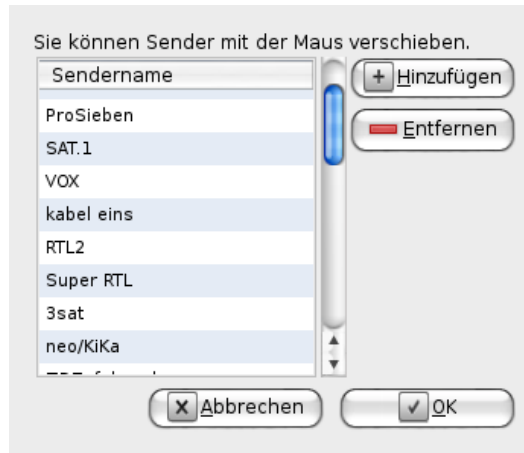 Sie können Sender mit der Maus verschieben.
Sendername
Hinzufügen
ProSieben
Entfernen
SAT.1
VOX
kabel eins
RTL2
Super RTL
3sat
neo/KiKa
Abbrechen
OK